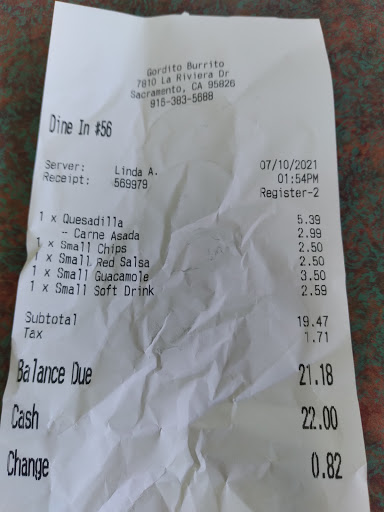 Gordito Burrito
7810 La Riviera Dr
Sacramento, CA 95826
916-383-5688
Dine In #56
Server: Linda A. 07/10/2021
Receipt: 569979 01:54PM
Register-2
1 x Quesadilla 5.39
-- Carne Asada 2.99
1 x Small Chips 2.50
1 x Small Red Salsa 2.50
1 x Small Guacamole 3.50
1 x Small Soft Drink 2.59
Subtotal 19.47
Tax 1.71
Balance Due 21.18
Cash 22.00
Change 0.82